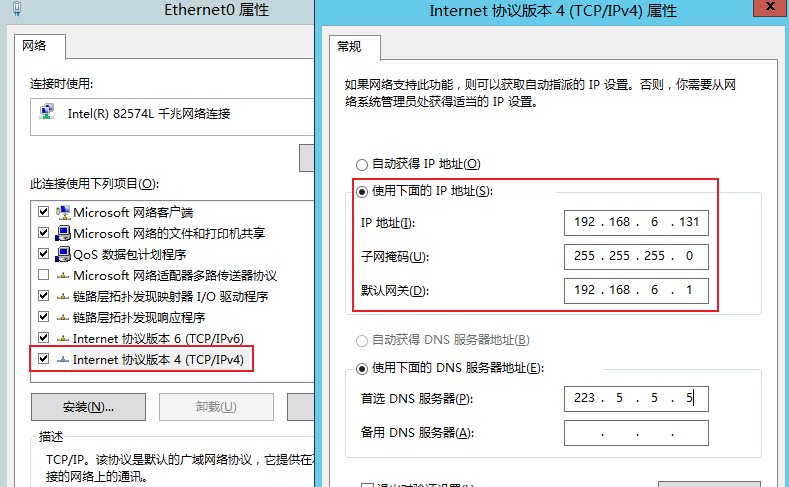 Ethernet0 属性
网络
连接时使用:
Intel(R) 82574L 千兆网络连接
此连接使用下列项目(O):
Microsoft 网络客户端
Microsoft 网络的文件和打印机共享
QoS 数据包计划程序
Microsoft 网络适配器多路传送器协议
链路层拓扑发现映射器 I/O 驱动程序
链路层拓扑发现响应程序
Internet 协议版本 6 (TCP/IPv6)
Internet 协议版本 4 (TCP/IPv4)
安装(N)...
卸载(U)
描述
TCP/IP。该协议是默认的广域网络协议，它提供在
接的网络上的通讯。
Internet 协议版本 4 (TCP/IPv4) 属性
x
常规
如果网络支持此功能，则可以获取自动指派的 IP 设置。否则，你需要从网
络系统管理员处获得适当的 IP 设置。
自动获得 IP 地址(O)
使用下面的 IP 地址(S):
IP 地址(I): 192 . 168 . 6 . 131
子网掩码(U): 255 . 255 . 255 . 0
默认网关(D): 192 . 168 . 6 . 1
自动获得 DNS 服务器地址(B)
使用下面的 DNS 服务器地址(E):
首选 DNS 服务器(P): 223 . 5 . 5 . 5
备用 DNS 服务器(A): . . .